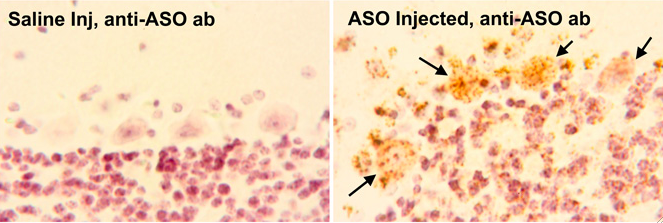 Saline Inj, anti-ASO ab
ASO Injected, anti-ASO ab